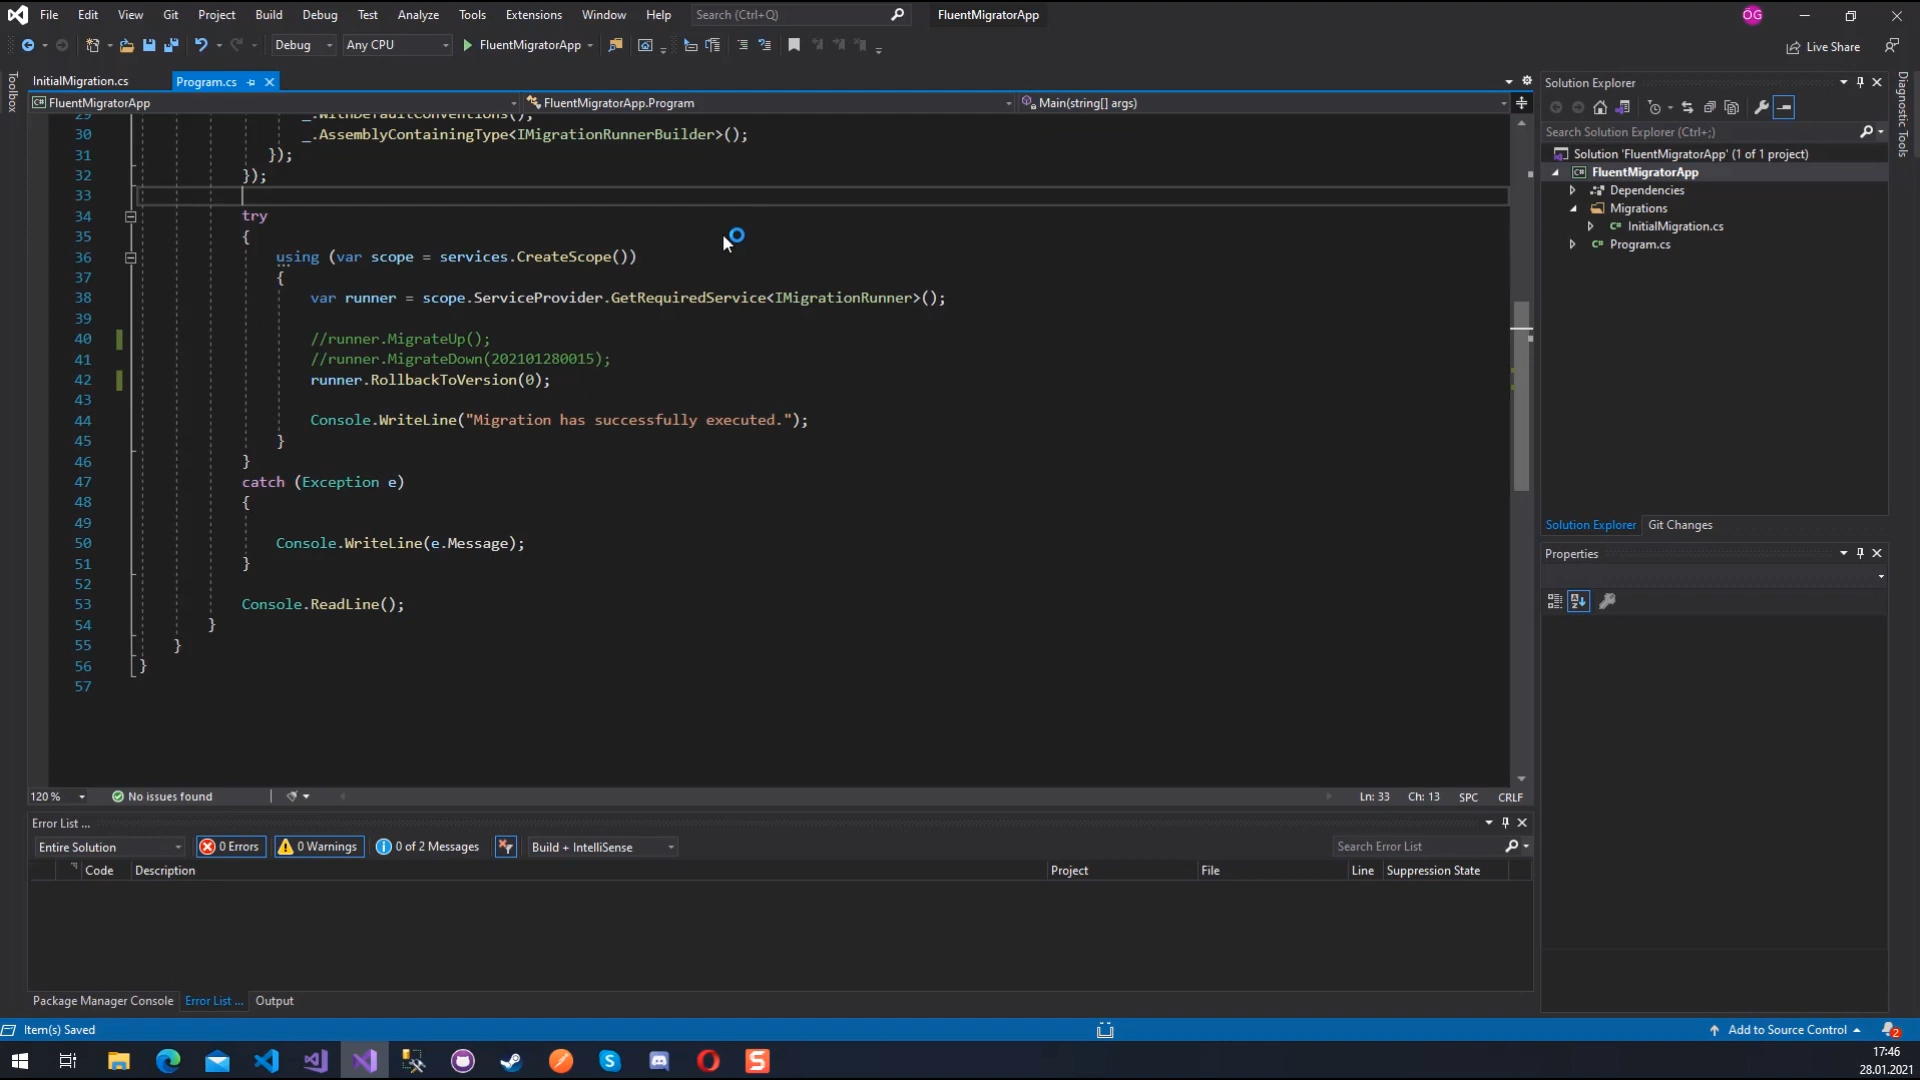 File Edit View Git Project Build Debug Test Analyze Tools Extensions Window Help Search (Ctrl+Q) FluentMigratorApp OG
Debug Any CPU FluentMigratorApp Live Share
Toolbox
InitialMigration.cs Program.cs
FluentMigratorApp FluentMigratorApp.Program Main(string[] args)
29 _.WithDefaultConventions();
30 _.AssemblyContainingType<IMigrationRunnerBuilder>();
31 });
32 });
33
34 try
35 {
36 using (var scope = services.CreateScope())
37 {
38 var runner = scope.ServiceProvider.GetRequiredService<IMigrationRunner>();
39
40 //runner.MigrateUp();
41 //runner.MigrateDown(202101280015);
42 runner.RollbackToVersion(0);
43
44 Console.WriteLine("Migration has successfully executed.");
45 }
46 }
47 catch (Exception e)
48 {
49
50 Console.WriteLine(e.Message);
51 }
52
53 Console.ReadLine();
54 }
55 }
56 }
57
120 % No issues found Ln: 33 Ch: 13 SPC CRLF
Error List ...
Entire Solution 0 Errors 0 Warnings 0 of 2 Messages Build + IntelliSense Search Error List
Code Description Project File Line Suppression State
Package Manager Console Error List ... Output
Solution Explorer
Search Solution Explorer (Ctrl+;)
Solution 'FluentMigratorApp' (1 of 1 project)
FluentMigratorApp
Dependencies
Migrations
C# InitialMigration.cs
C# Program.cs
Solution Explorer Git Changes
Properties
Diagnostic Tools
Item(s) Saved Add to Source Control 2
17:46
28.01.2021